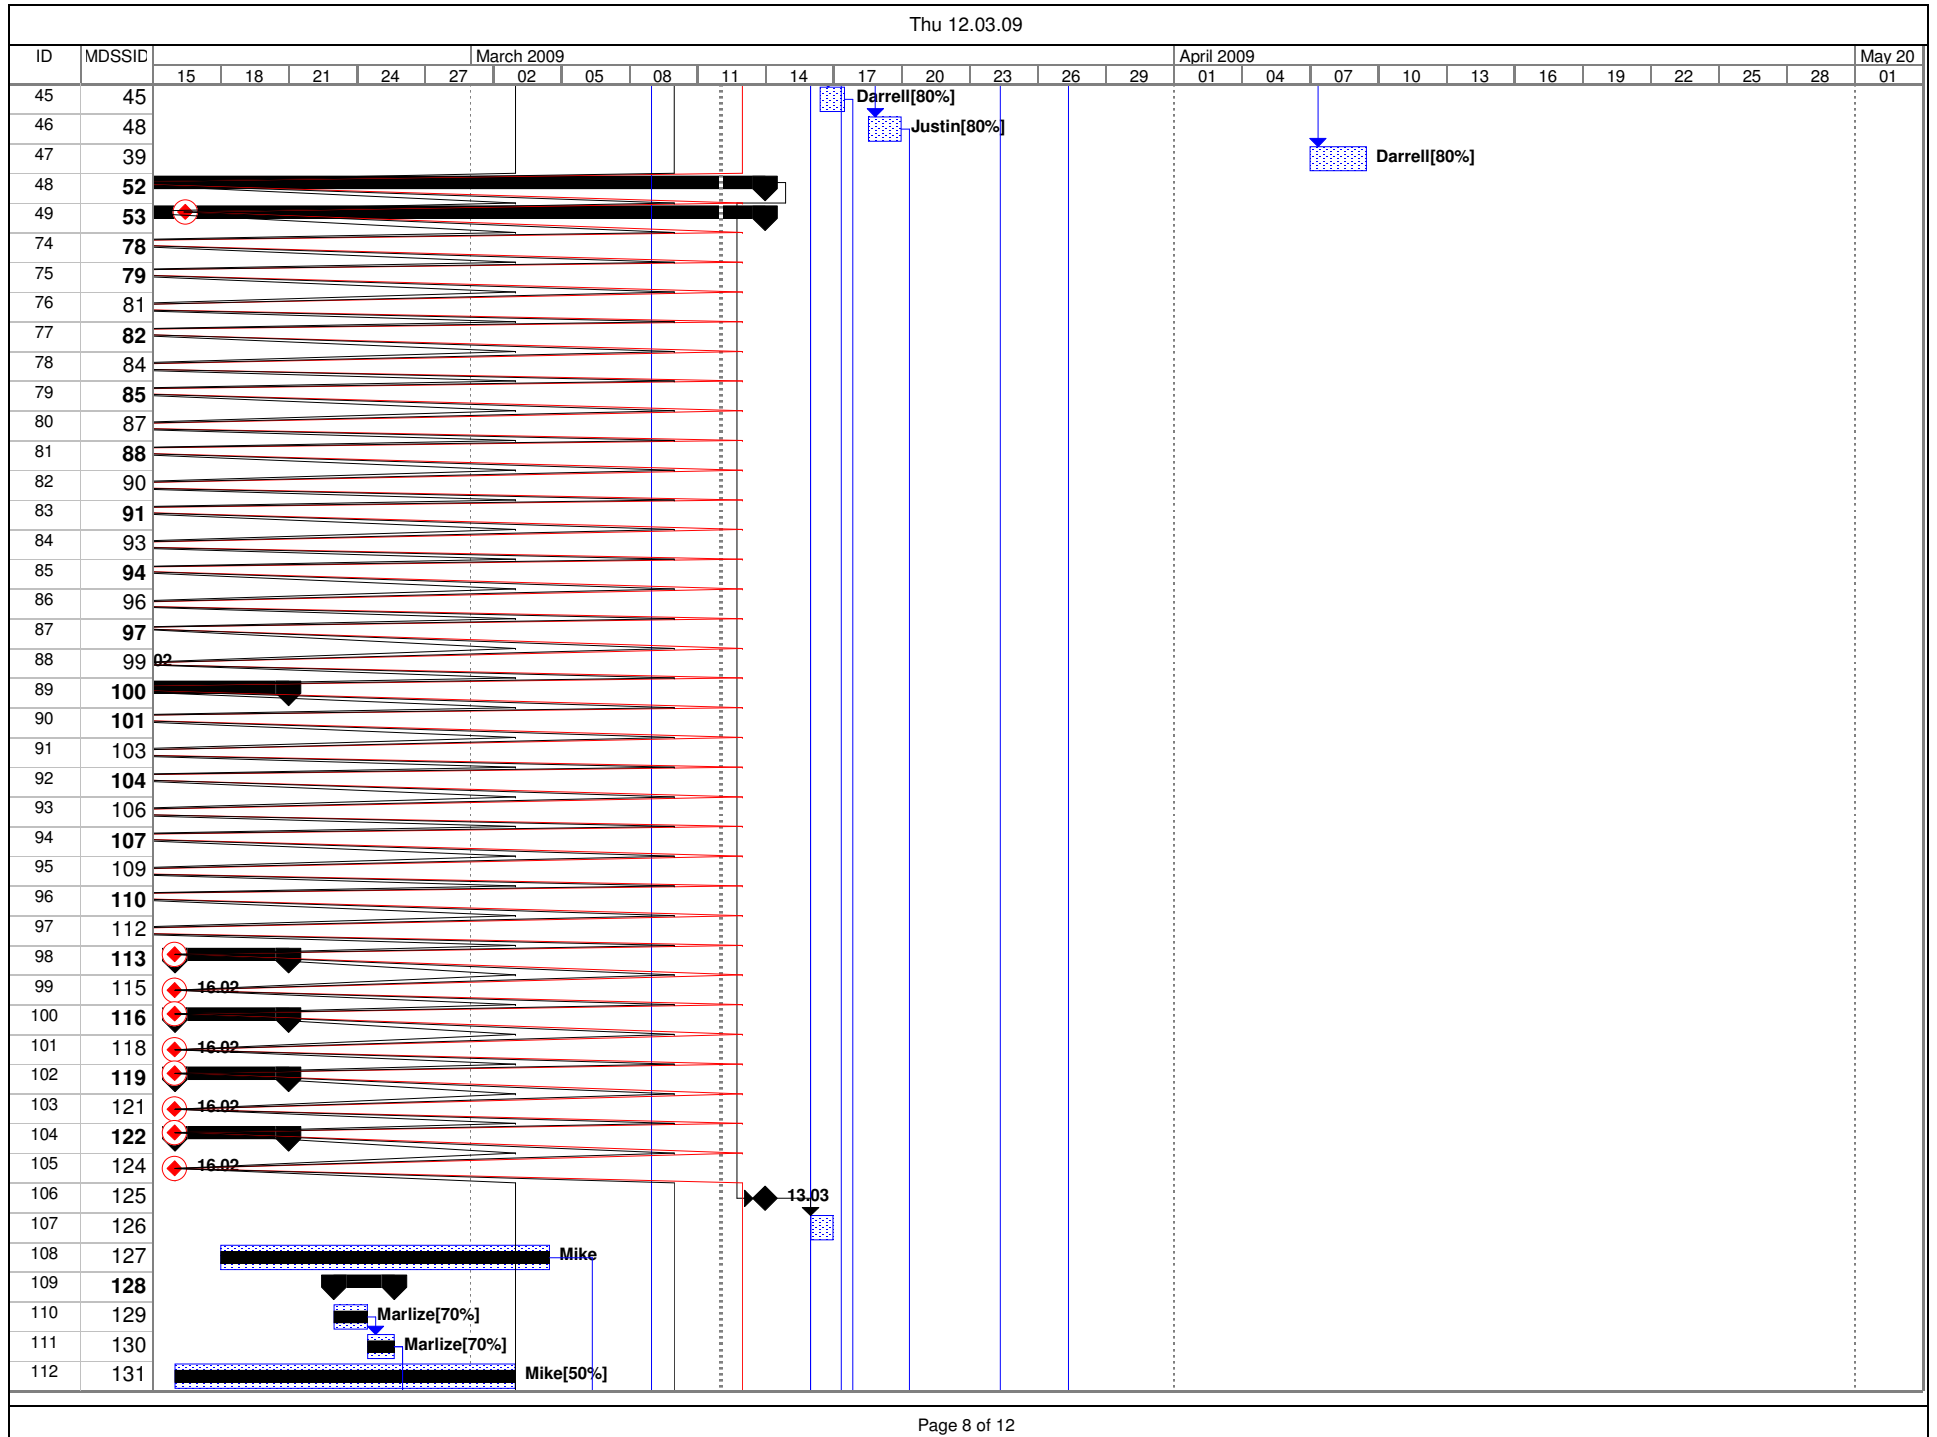 Thu 12.03.09
ID MDSSID March 2009 April 2009 May 20
15 18 21 24 27 02 05 08 11 14 17 20 23 26 29 01 04 07 10 13 16 19 22 25 28 01
45 45 Darrell[80%]
46 48 Justin[80%]
47 39 Darrell[80%]
48 52
49 53
74 78
75 79
76 81
77 82
78 84
79 85
80 87
81 88
82 90
83 91
84 93
85 94
86 96
87 97
88 99 02
89 100
90 101
91 103
92 104
93 106
94 107
95 109
96 110
97 112
98 113
99 115 16.02
100 116
101 118 16.02
102 119
103 121 16.02
104 122
105 124 16.02
106 125 13.03
107 126
108 127 Mike
109 128
110 129 Marlize[70%]
111 130 Marlize[70%]
112 131 Mike[50%]
Page 8 of 12